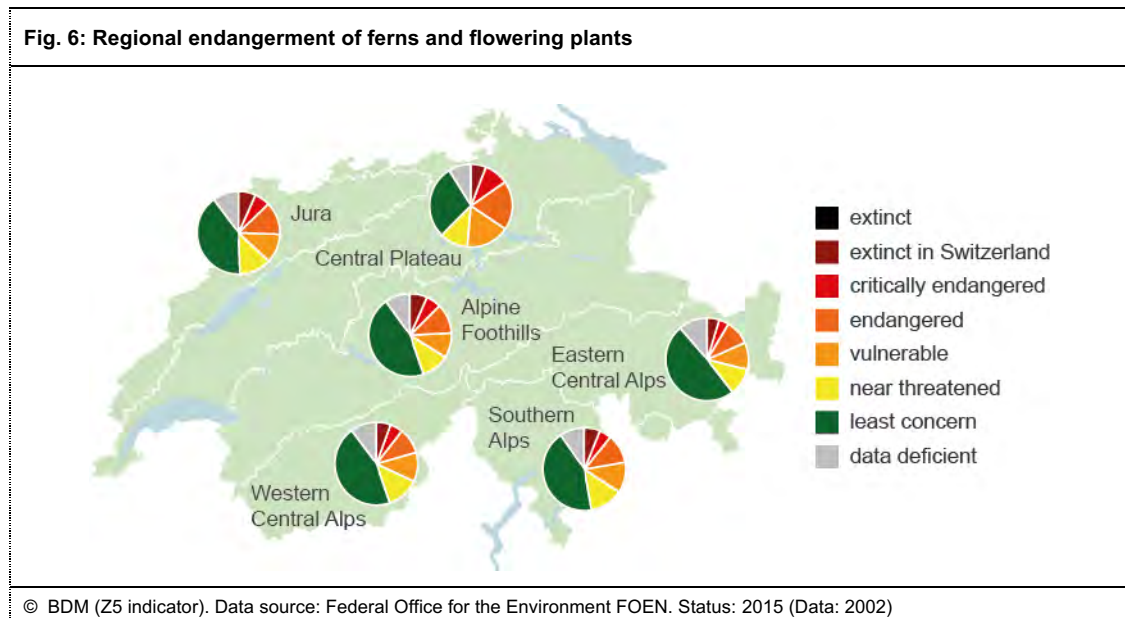 Fig. 6: Regional endangerment of ferns and flowering plants
Jura
Central Plateau
Alpine
Foothills
Eastern
Central Alps
Southern
Alps
Western
Central Alps
extinct
extinct in Switzerland
critically endangered
endangered
vulnerable
near threatened
least concern
data deficient
© BDM (Z5 indicator). Data source: Federal Office for the Environment FOEN. Status: 2015 (Data: 2002)